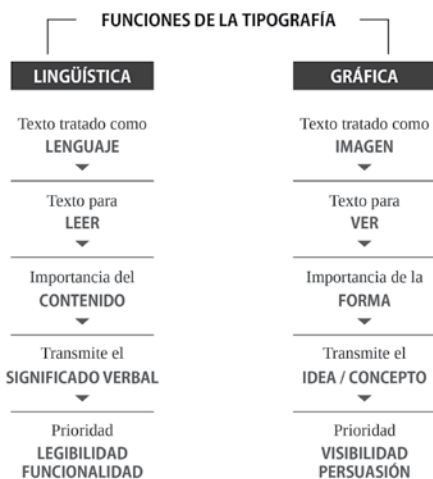 FUNCIONES DE LA TIPOGRAFÍA
LINGÜÍSTICA
Texto tratado como
LENGUAJE
Texto para
LEER
Importancia del
CONTENIDO
Transmite el
SIGNIFICADO VERBAL
Prioridad
LEGIBILIDAD
FUNCIONALIDAD
GRÁFICA
Texto tratado como
IMAGEN
Texto para
VER
Importancia de la
FORMA
Transmite el
IDEA / CONCEPTO
Prioridad
VISIBILIDAD
PERSUASIÓN